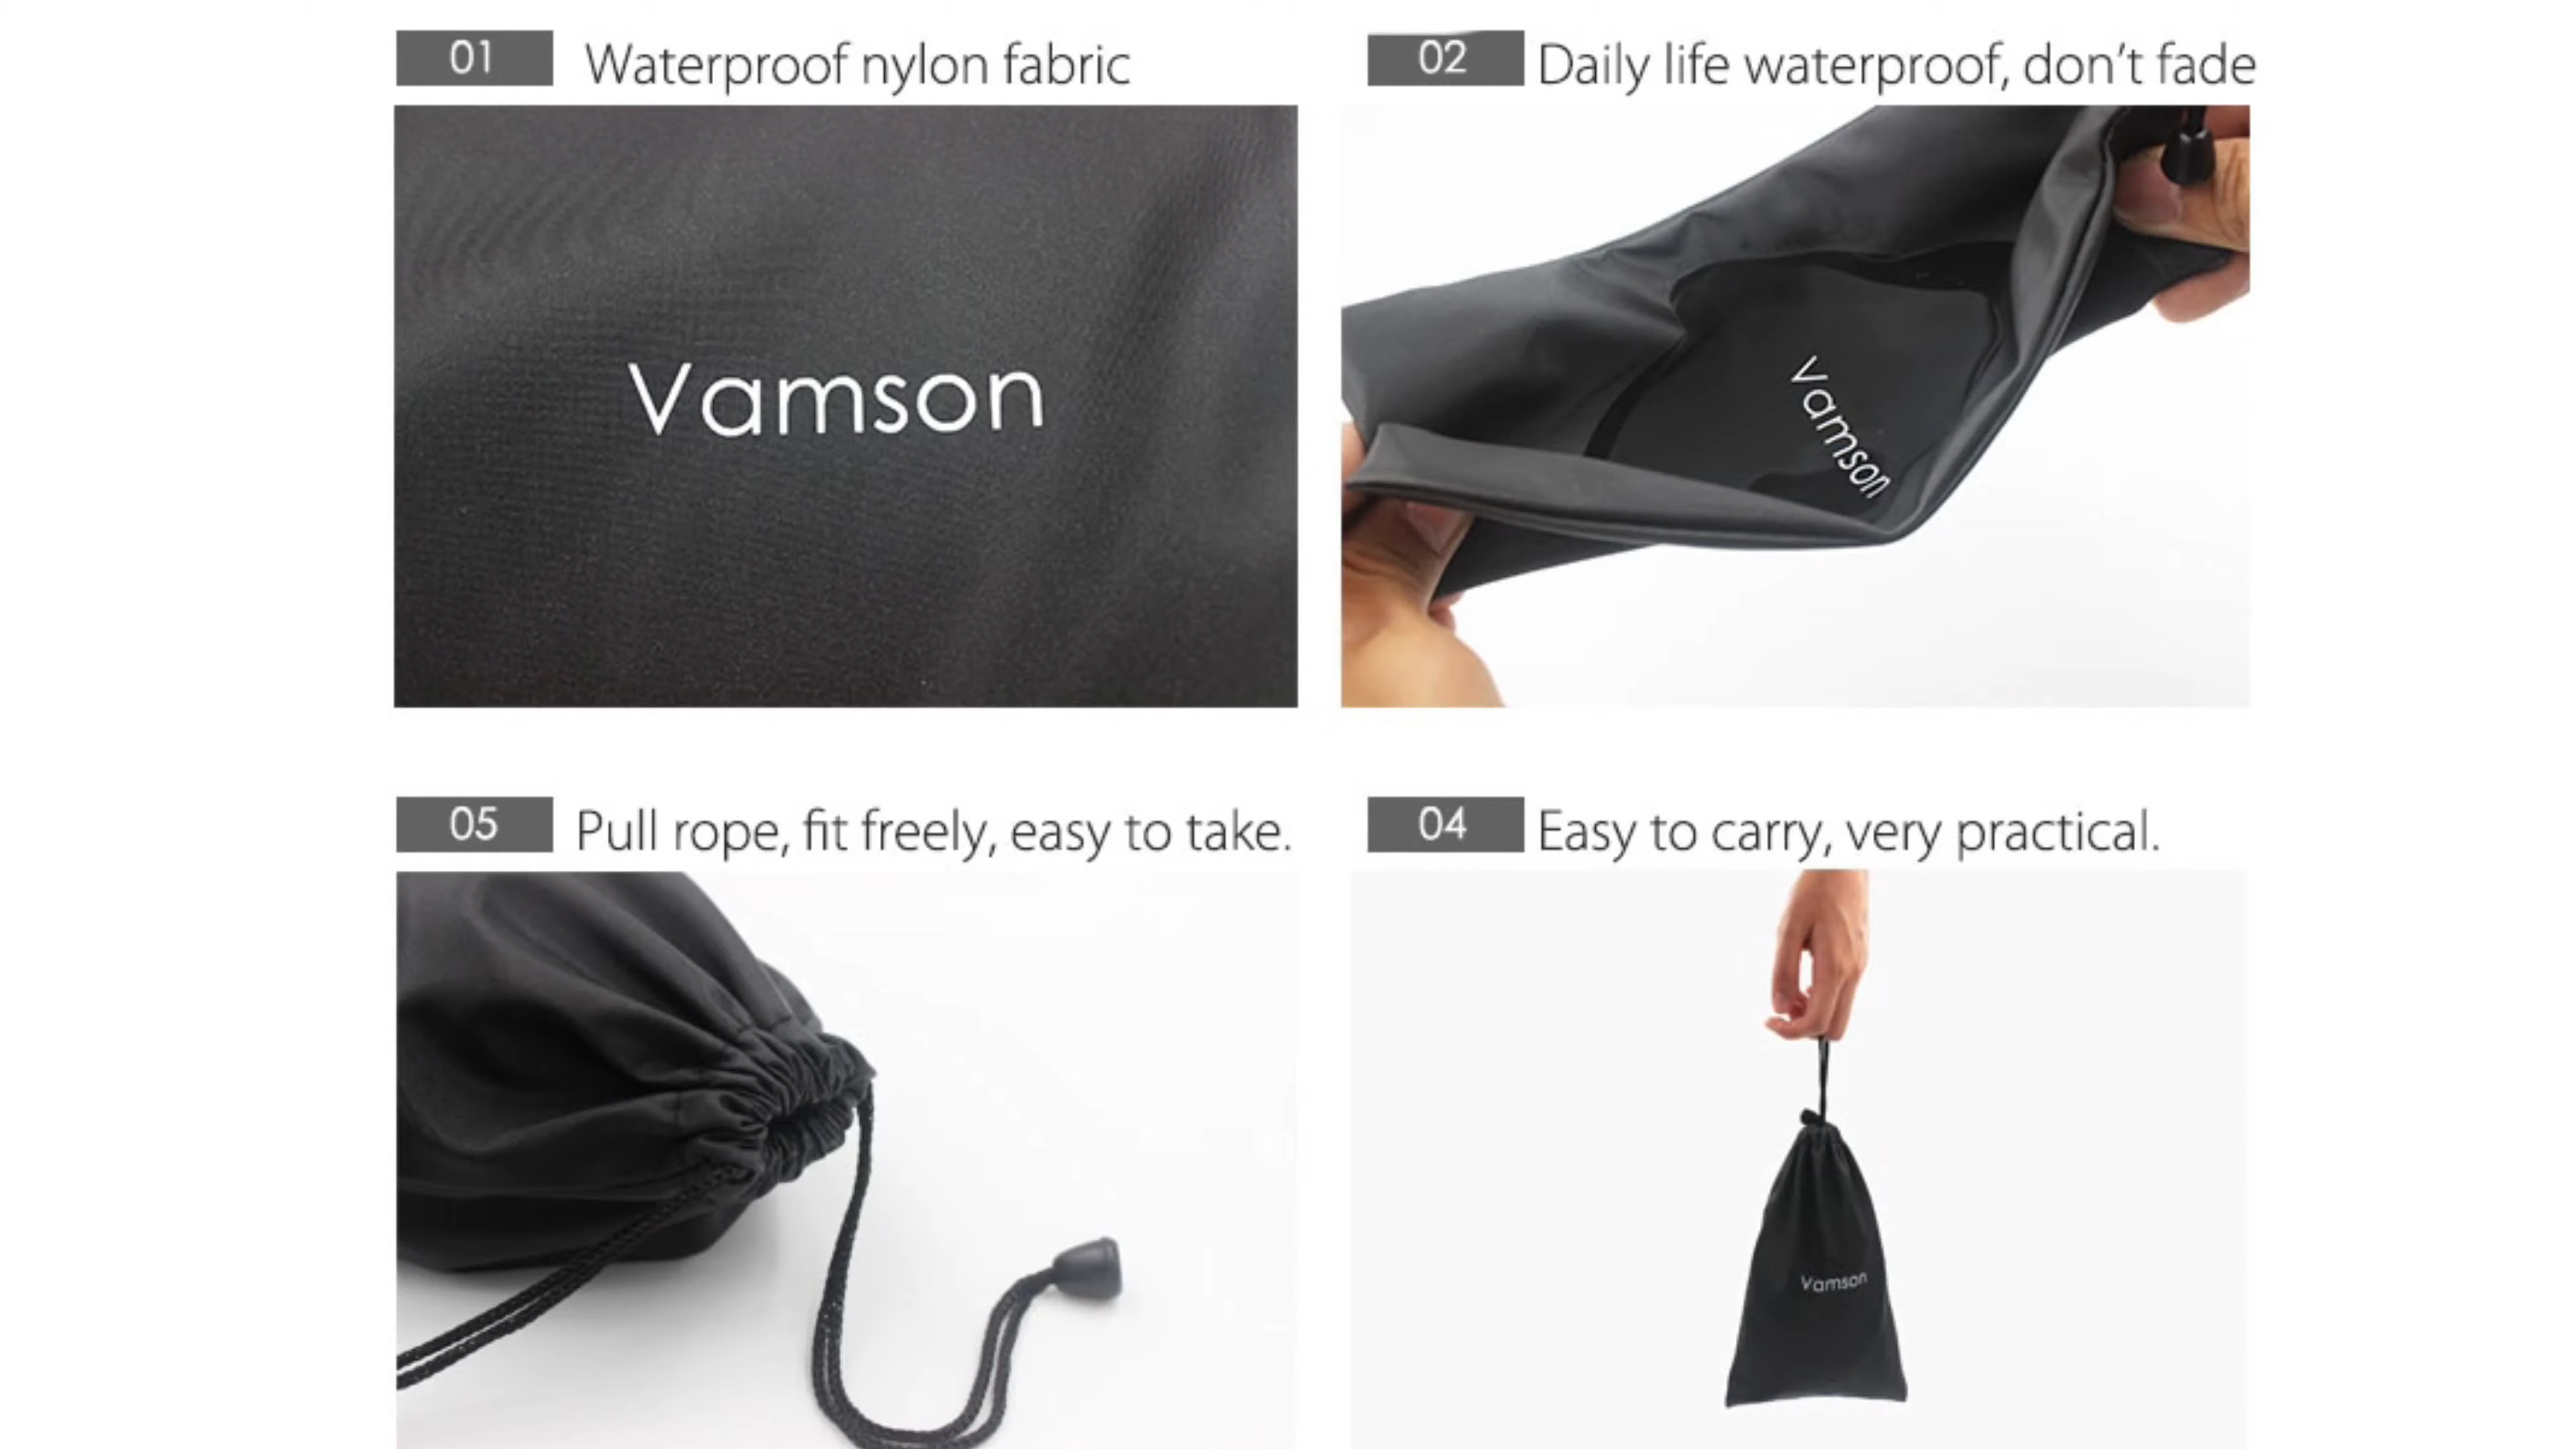 01 Waterproof nylon fabric
02 Daily life waterproof, don't fade
Vamson
Vamson
05 Pull rope, fit freely, easy to take.
04 Easy to carry, very practical.
Vamson